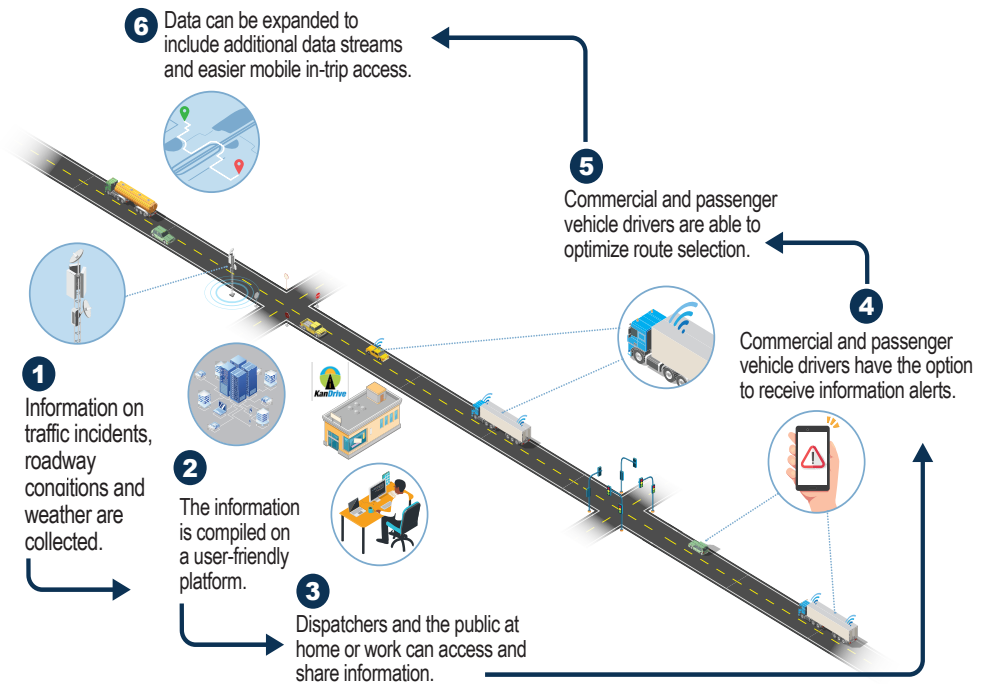 6
Data can be expanded to
include additional data streams
and easier mobile in-trip access.
5
Commercial and passenger
vehicle drivers are able to
optimize route selection.
4
Commercial and passenger
vehicle drivers have the option
to receive information alerts.
1
Information on
traffic incidents,
roadway
conditions and
weather are
collected.
KanDrive
2
The information
is compiled on
a user-friendly
platform.
3
Dispatchers and the public at
home or work can access and
share information.